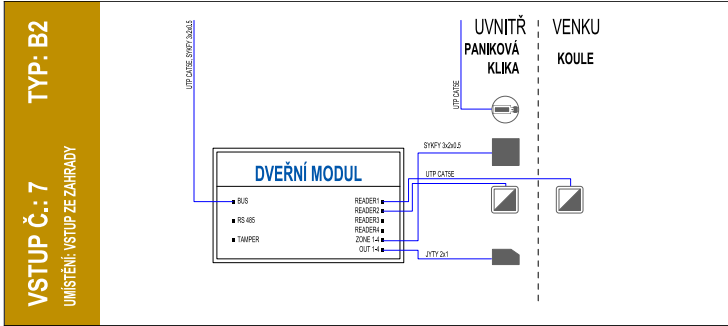 VSTUP Č.: 7 TYP: B2
UMÍSTĚNÍ: VSTUP ZE ZAHRADY
UTP CAT5E, SYKFY 3x2x0.5
UVNITŘ
PANIKOVÁ
KLIKA
VENKU
KOULE
UTP CAT5E
SYKFY 3x2x0.5
UTP CAT5E
JYTY 2x1
DVEŘNÍ MODUL
BUS
RS 485
TAMPER
READER1
READER2
READER3
READER4
ZONE 1-4
OUT 1-4